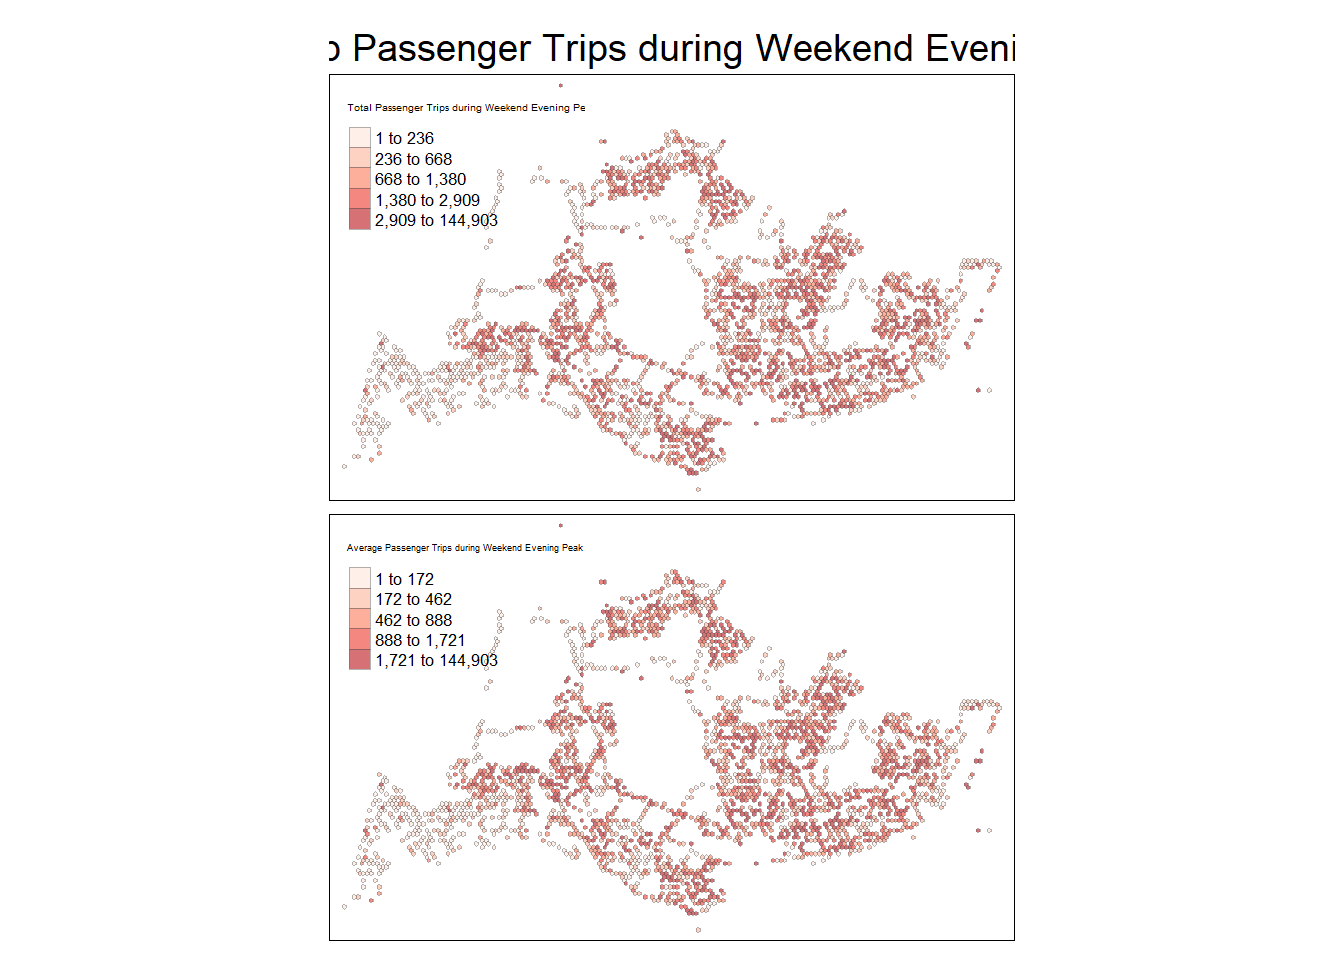 o Passenger Trips during Weekend Eveni
Total Passenger Trips during Weekend Evening Pe
1 to 236
236 to 668
668 to 1,380
1,380 to 2,909
2,909 to 144,903
Average Passenger Trips during Weekend Evening Peak
1 to 172
172 to 462
462 to 888
888 to 1,721
1,721 to 144,903